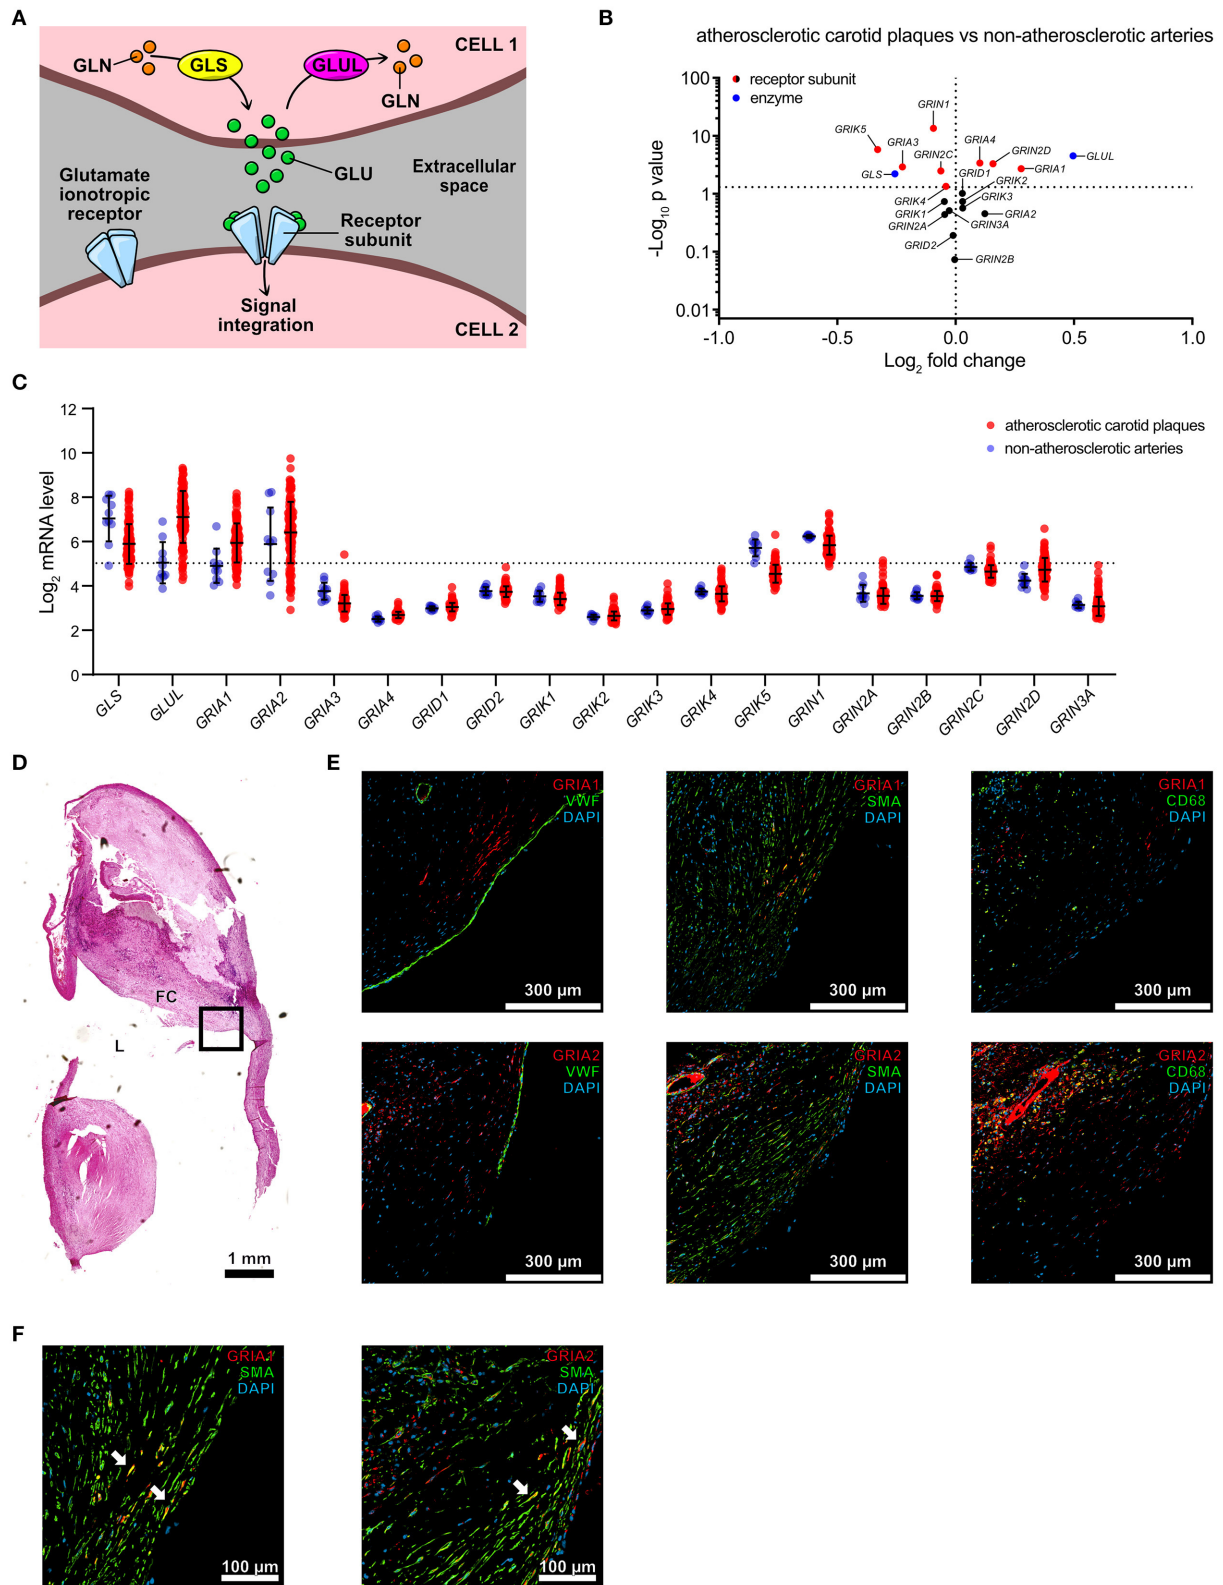 A
CELL 1
GLN
GLS
GLUL
GLN
GLU
Extracellular
space
Glutamate
ionotropic
receptor
Receptor
subunit
Signal
integration
CELL 2
B
atherosclerotic carotid plaques vs non-atherosclerotic arteries
receptor subunit
enzyme
-Log10 p value
100
10
1
0.1
0.01
GRIN1
GRIK5
GRIA3
GRIN2C
GLS
GRIA4
GRIN2D
GRID1
GRIA1
GLUL
GRIK2
GRIK3
GRIK4
GRIK1
GRIN2A
GRIA2
GRIN3A
GRID2
GRIN2B
-1.0
-0.5
0.0
0.5
1.0
Log2 fold change
C
Log2 mRNA level
12
10
8
6
4
2
0
atherosclerotic carotid plaques
non-atherosclerotic arteries
GLS
GLUL
GRIA1
GRIA2
GRIA3
GRIA4
GRID1
GRID2
GRIK1
GRIK2
GRIK3
GRIK4
GRIK5
GRIN1
GRIN2A
GRIN2B
GRIN2C
GRIN2D
GRIN3A
D
FC
L
1 mm
E
GRIA1
VWF
DAPI
300 µm
GRIA1
SMA
DAPI
300 µm
GRIA1
CD68
DAPI
300 µm
GRIA2
VWF
DAPI
300 µm
GRIA2
SMA
DAPI
300 µm
GRIA2
CD68
DAPI
300 µm
F
GRIA1
SMA
DAPI
100 µm
GRIA2
SMA
DAPI
100 µm